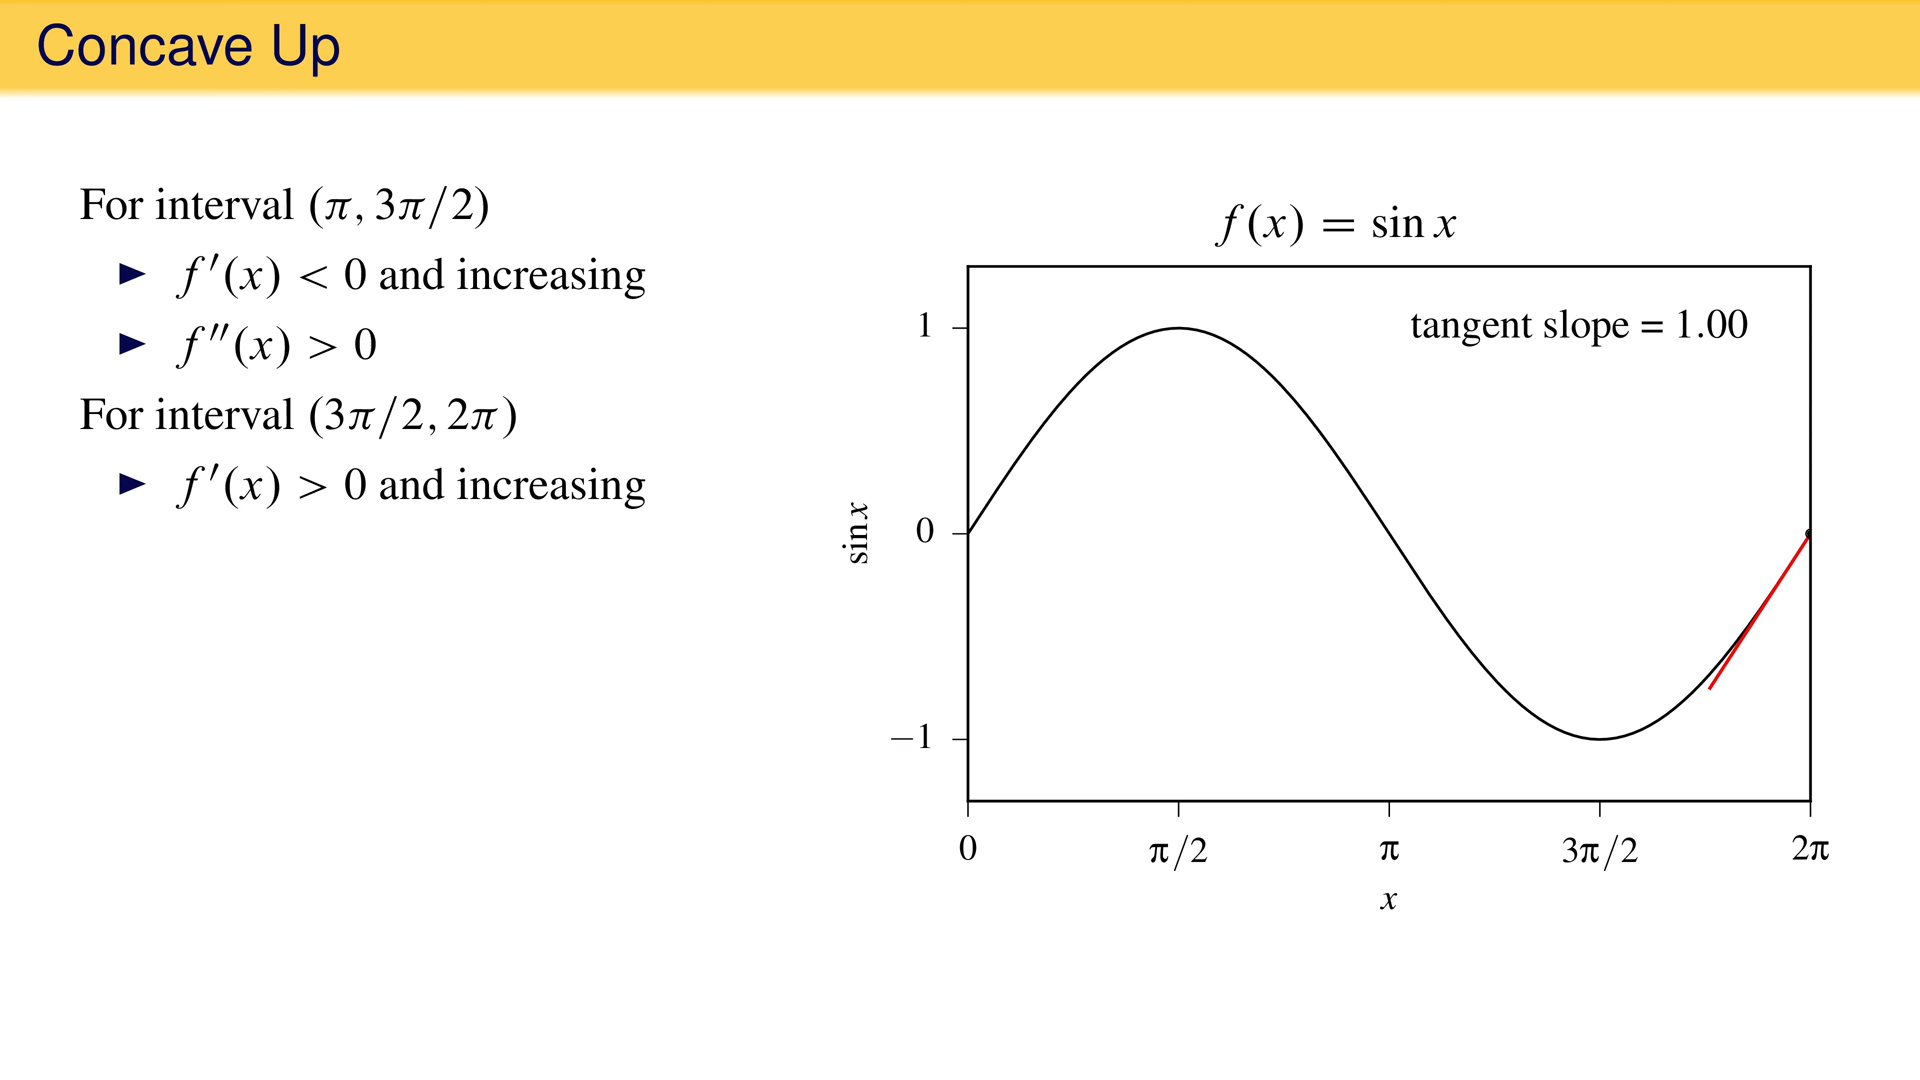 Concave Up
For interval (π, 3π/2)
► f′(x) < 0 and increasing
► f″(x) > 0
For interval (3π/2, 2π)
► f′(x) > 0 and increasing
f(x) = sin x
tangent slope = 1.00
1
0
−1
sin x
0 π/2 π 3π/2 2π
x